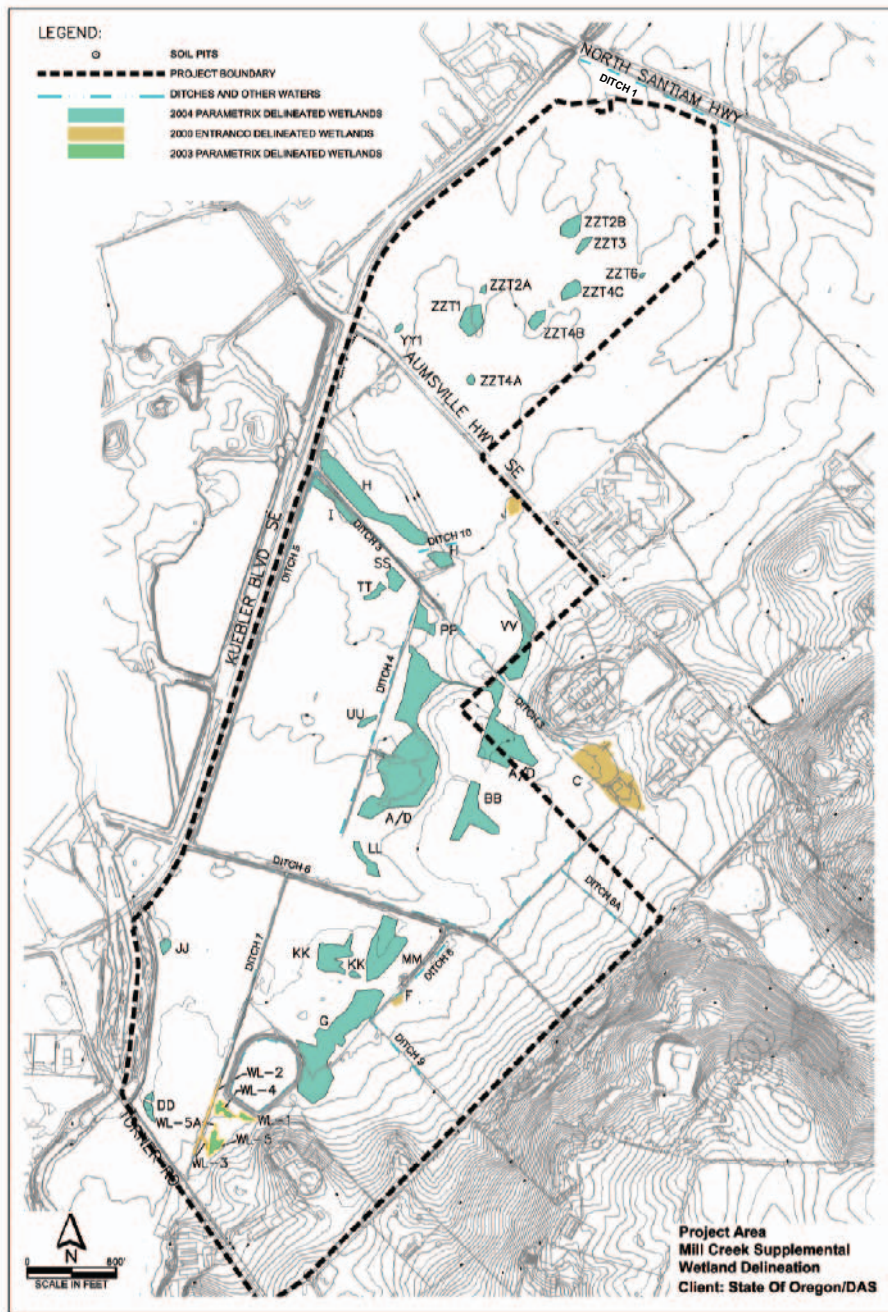 LEGEND:
SOIL PITS
PROJECT BOUNDARY
DITCHES AND OTHER WATERS
2004 PARAMETRIX DELINEATED WETLANDS
2000 ENTRANCO DELINEATED WETLANDS
2003 PARAMETRIX DELINEATED WETLANDS
NORTH SANTIAM HWY
DITCH 1
ZZT2B
ZZT3
ZZT6
ZZT2A
ZZT4C
ZZT1
ZZT4B
YY1
ZZT4A
AUMSVILLE HWY SE
H
I
DITCH 5
DITCH 3
DITCH 10
H
SS
TT
KUEBLER BLVD SE
PP
VV
DITCH 4
UU
DITCH 3
A/D
C
BB
A/D
LL
DITCH 6
DITCH 8A
JJ
DITCH 7
KK
KK
MM
DITCH 8
F
G
DITCH 9
WL-2
WL-4
DD
WL-5A
WL-1
WL-5
WL-3
TURNER RD
N
0
600'
SCALE IN FEET
Project Area
Mill Creek Supplemental
Wetland Delineation
Client: State Of Oregon/DAS